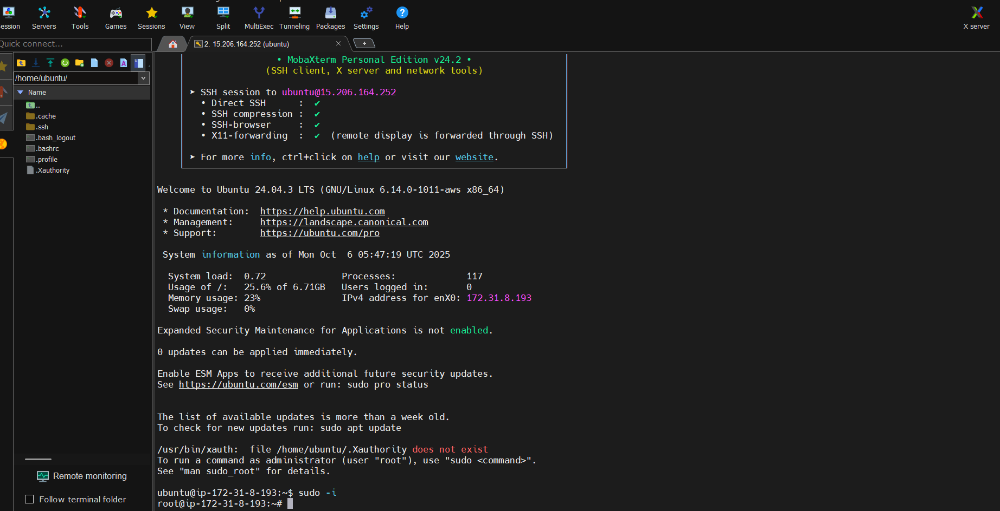 ession
Servers
Tools
Games
Sessions
View
Split
MultiExec
Tunneling
Packages
Settings
Help
X server
Quick connect...
2. 15.206.164.252 (ubuntu)
/home/ubuntu/
Name
..
.cache
.ssh
.bash_logout
.bashrc
.profile
.Xauthority
Remote monitoring
Follow terminal folder
• MobaXterm Personal Edition v24.2 •
(SSH client, X server and network tools)
➤ SSH session to ubuntu@15.206.164.252
• Direct SSH : ✔
• SSH compression : ✔
• SSH-browser : ✔
• X11-forwarding : ✔ (remote display is forwarded through SSH)
➤ For more info, ctrl+click on help or visit our website.
Welcome to Ubuntu 24.04.3 LTS (GNU/Linux 6.14.0-1011-aws x86_64)
* Documentation: https://help.ubuntu.com
* Management: https://landscape.canonical.com
* Support: https://ubuntu.com/pro
System information as of Mon Oct 6 05:47:19 UTC 2025
System load: 0.72 Processes: 117
Usage of /: 25.6% of 6.71GB Users logged in: 0
Memory usage: 23% IPv4 address for enX0: 172.31.8.193
Swap usage: 0%
Expanded Security Maintenance for Applications is not enabled.
0 updates can be applied immediately.
Enable ESM Apps to receive additional future security updates.
See https://ubuntu.com/esm or run: sudo pro status
The list of available updates is more than a week old.
To check for new updates run: sudo apt update
/usr/bin/xauth: file /home/ubuntu/.Xauthority does not exist
To run a command as administrator (user "root"), use "sudo <command>".
See "man sudo_root" for details.
ubuntu@ip-172-31-8-193:~$ sudo -i
root@ip-172-31-8-193:~#